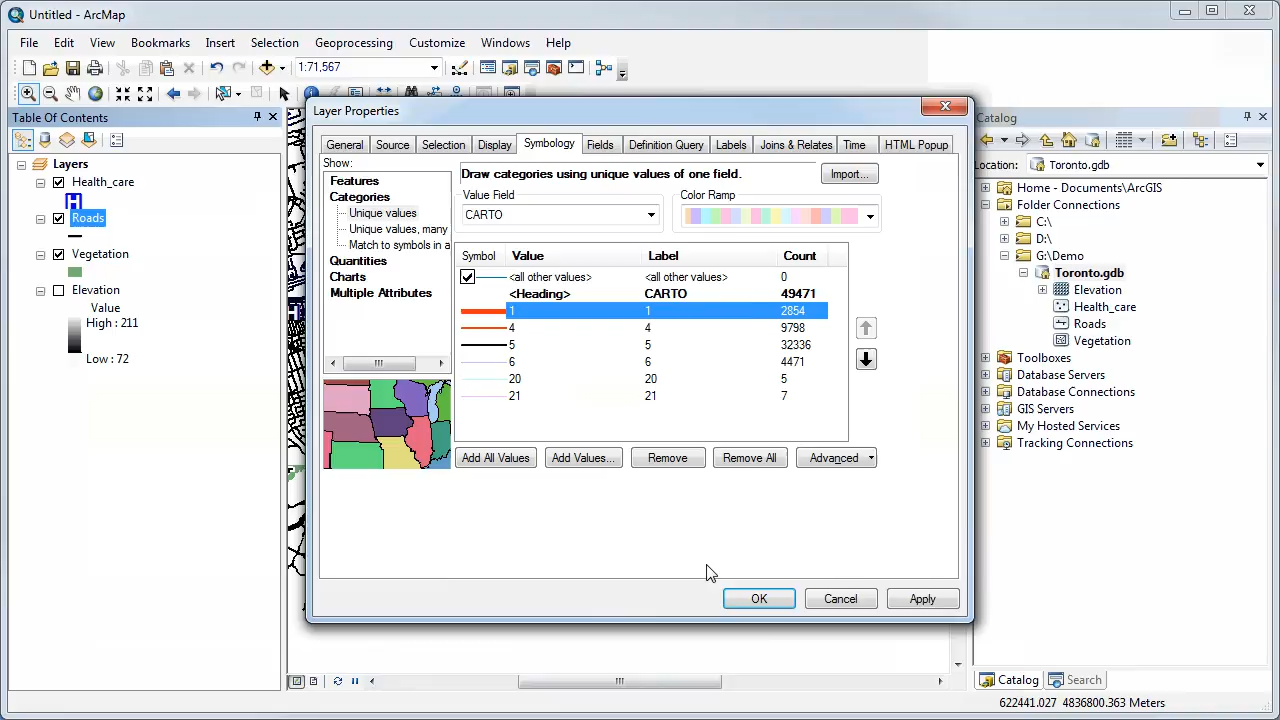 Untitled - ArcMap
File Edit View Bookmarks Insert Selection Geoprocessing Customize Windows Help
1:71,567
Table Of Contents
Layers
Health_care
H
Roads
Vegetation
Elevation
Value
High : 211
Low : 72
Layer Properties
General Source Selection Display Symbology Fields Definition Query Labels Joins & Relates Time HTML Popup
Show:
Features
Categories
Unique values
Unique values, many
Match to symbols in a
Quantities
Charts
Multiple Attributes
Draw categories using unique values of one field.
Import...
Value Field
CARTO
Color Ramp
Symbol Value Label Count
<all other values> <all other values> 0
<Heading> CARTO 49471
1 1 2854
4 4 9798
5 5 32336
6 6 4471
20 20 5
21 21 7
Add All Values Add Values... Remove Remove All Advanced
OK Cancel Apply
Catalog
Location: Toronto.gdb
Home - Documents\ArcGIS
Folder Connections
C:\
D:\
G:\Demo
Toronto.gdb
Elevation
Health_care
Roads
Vegetation
Toolboxes
Database Servers
Database Connections
GIS Servers
My Hosted Services
Tracking Connections
Catalog Search
622441.027 4836800.363 Meters